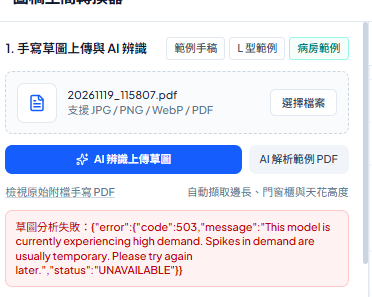 圖稿空間轉換器
1. 手寫草圖上傳與 AI 辨識
範例手稿
L 型範例
病房範例
20261119_115807.pdf
支援 JPG / PNG / WebP / PDF
選擇檔案
AI 辨識上傳草圖
AI 解析範例 PDF
檢視原始附檔手寫 PDF
自動擷取邊長、門窗櫃與天花高度
草圖分析失敗：{"error":{"code":503,"message":"This model is
currently experiencing high demand. Spikes in demand are
usually temporary. Please try again
later.","status":"UNAVAILABLE"}}